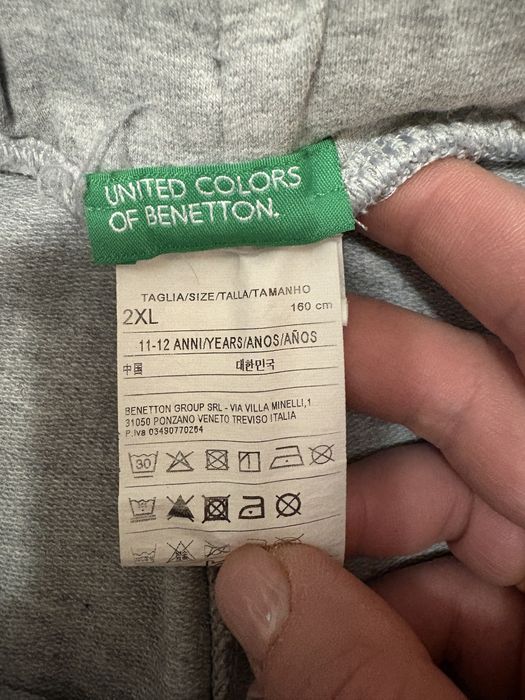 UNITED COLORS
OF BENETTON.
TAGLIA/SIZE/TALLA/TAMANHO
2XL 160 cm
11-12 ANNI/YEARS/ANOS/AÑOS
中国 대한민국
BENETTON GROUP SRL - VIA VILLA MINELLI,1
31050 PONZANO VENETO TREVISO ITALIA
P.Iva 03490770264
30